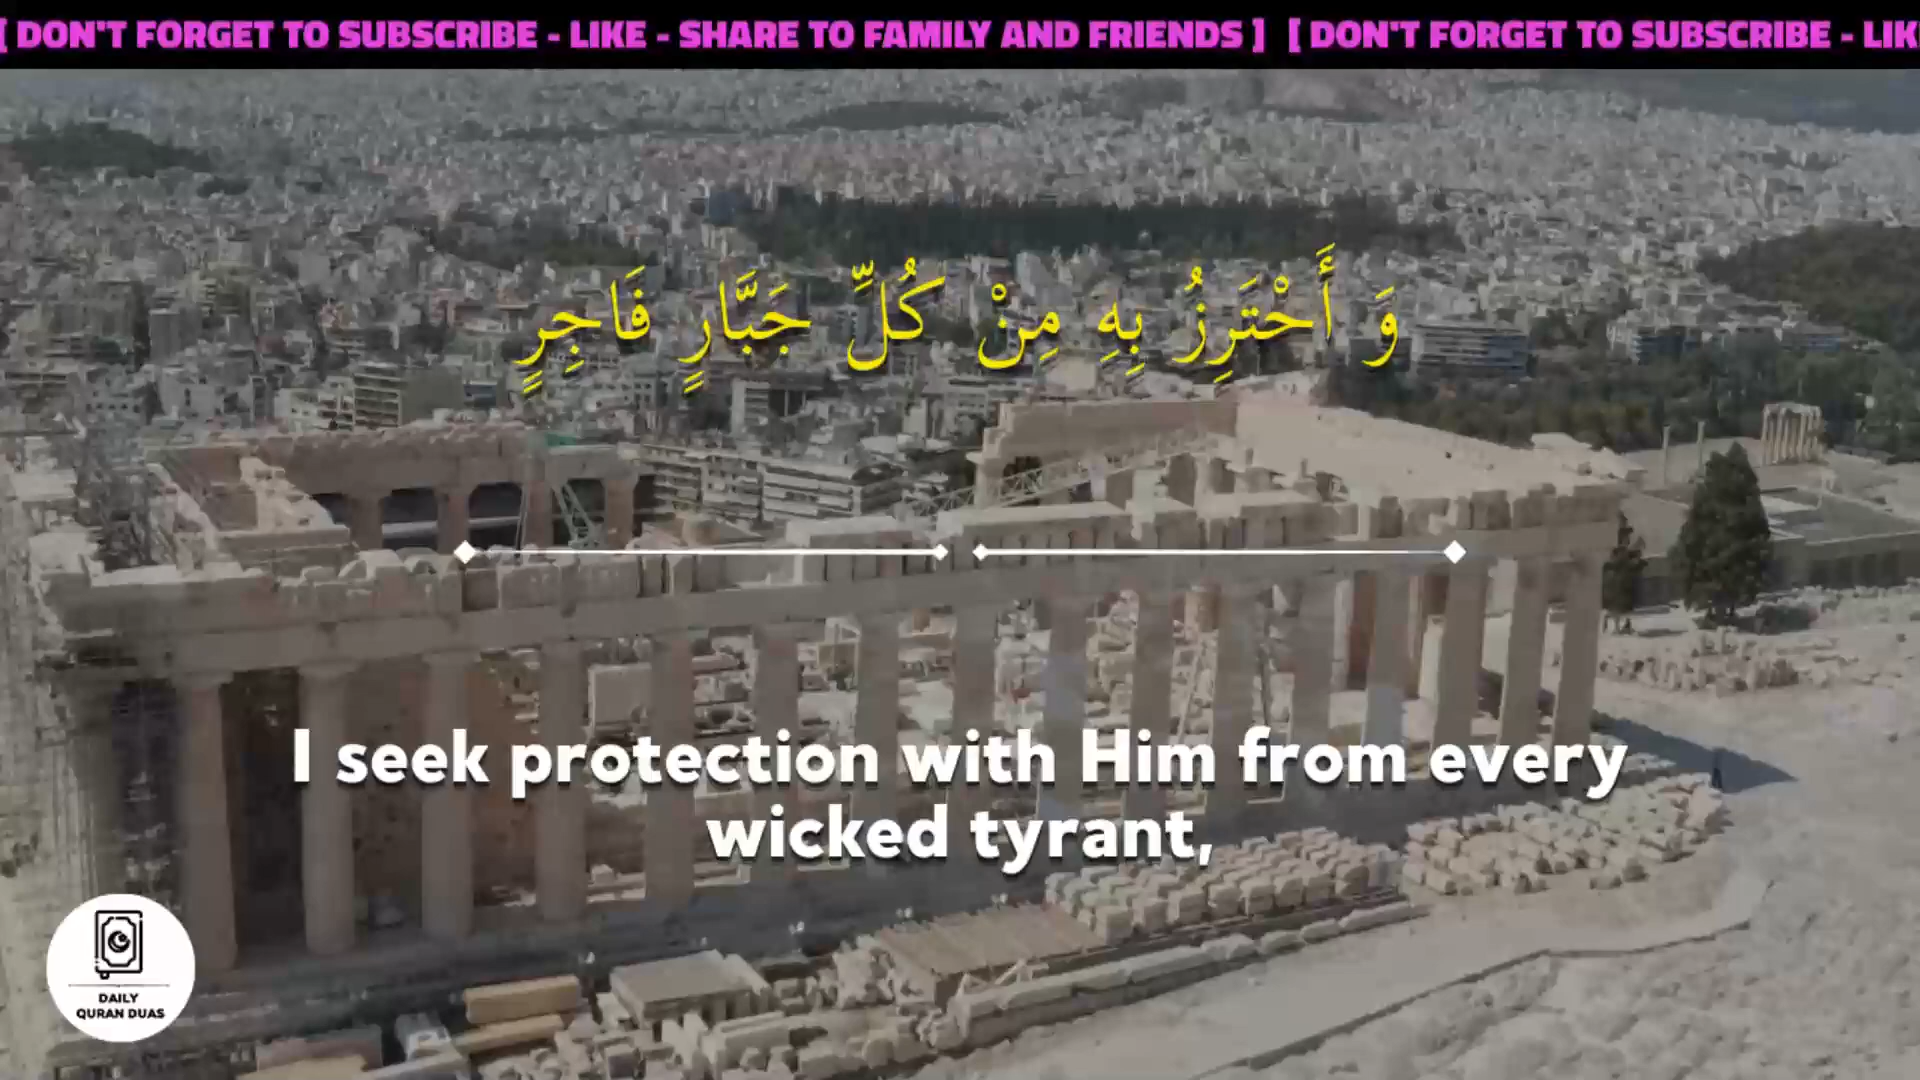 [ DON'T FORGET TO SUBSCRIBE - LIKE - SHARE TO FAMILY AND FRIENDS ] [ DON'T FORGET TO SUBSCRIBE - LIK
وَ أَحْتَرِزُ بِهِ مِنْ كُلِّ جَبَّارٍ فَاجِرٍ
I seek protection with Him from every
wicked tyrant,
DAILY
QURAN DUAS